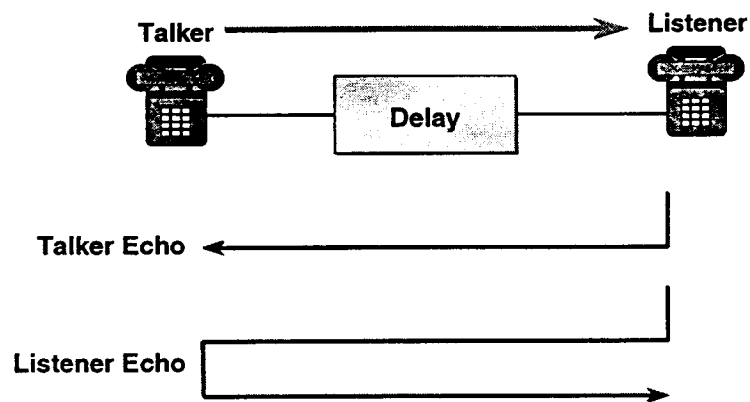 Talker
Listener
Delay
Talker Echo
Listener Echo